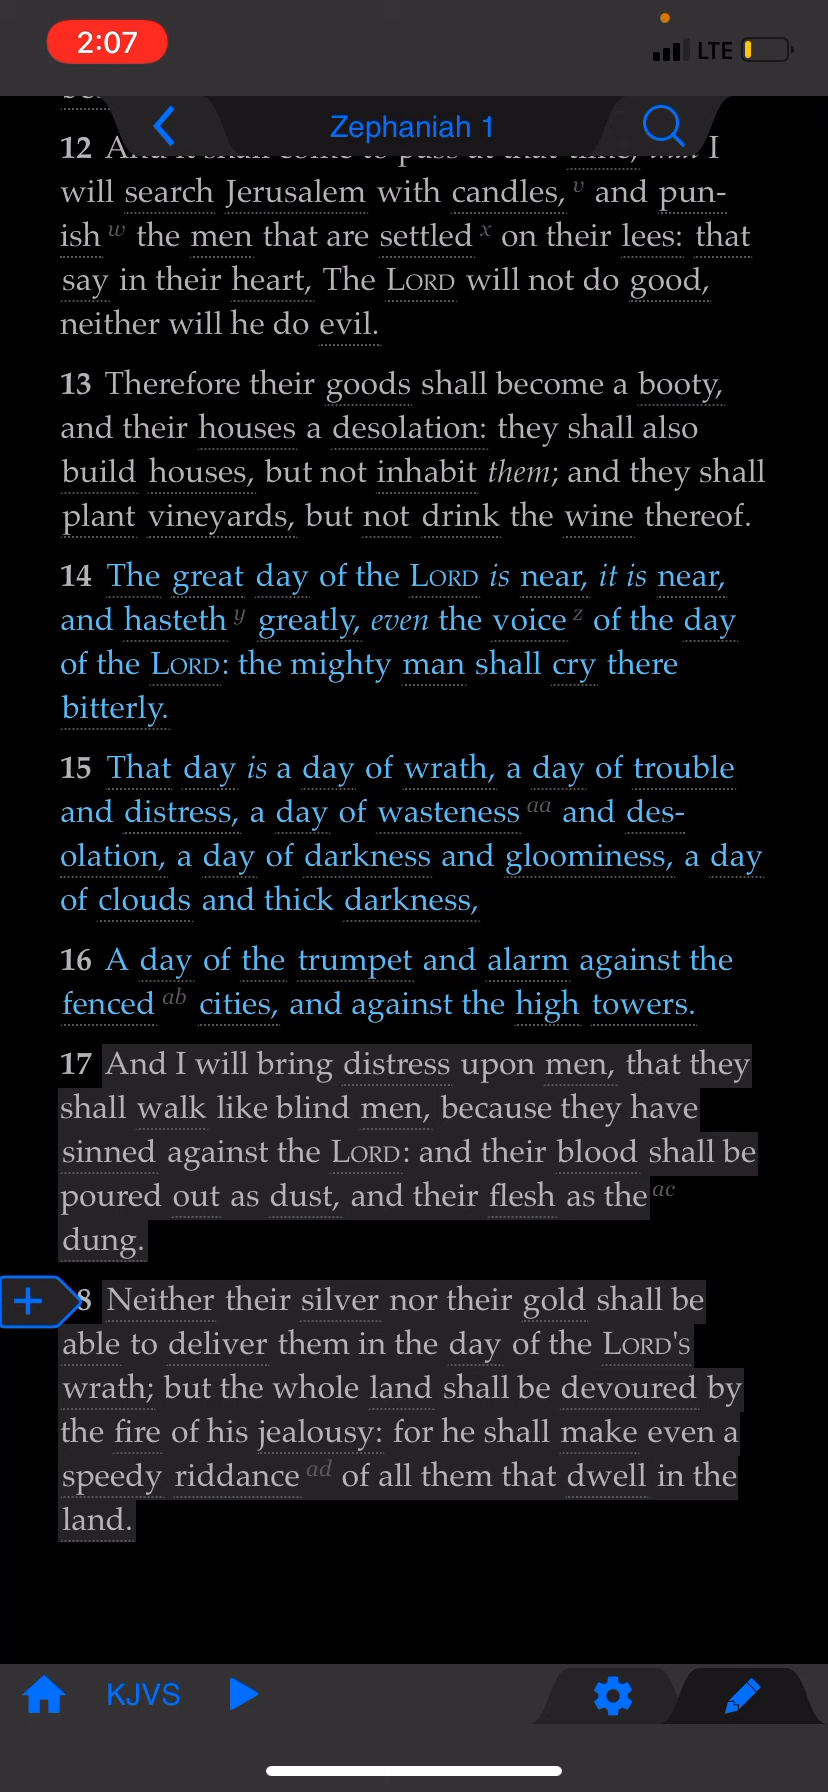 2:07
LTE
Zephaniah 1
12 And it shall come to pass at that time, that I
will search Jerusalem with candles, v and pun-
ish w the men that are settled x on their lees: that
say in their heart, The LORD will not do good,
neither will he do evil.
13 Therefore their goods shall become a booty,
and their houses a desolation: they shall also
build houses, but not inhabit them; and they shall
plant vineyards, but not drink the wine thereof.
14 The great day of the LORD is near, it is near,
and hasteth y greatly, even the voice z of the day
of the LORD: the mighty man shall cry there
bitterly.
15 That day is a day of wrath, a day of trouble
and distress, a day of wasteness aa and des-
olation, a day of darkness and gloominess, a day
of clouds and thick darkness,
16 A day of the trumpet and alarm against the
fenced ab cities, and against the high towers.
17 And I will bring distress upon men, that they
shall walk like blind men, because they have
sinned against the LORD: and their blood shall be
poured out as dust, and their flesh as the ac
dung.
8 Neither their silver nor their gold shall be
able to deliver them in the day of the LORD'S
wrath; but the whole land shall be devoured by
the fire of his jealousy: for he shall make even a
speedy riddance ad of all them that dwell in the
land.
KJVS